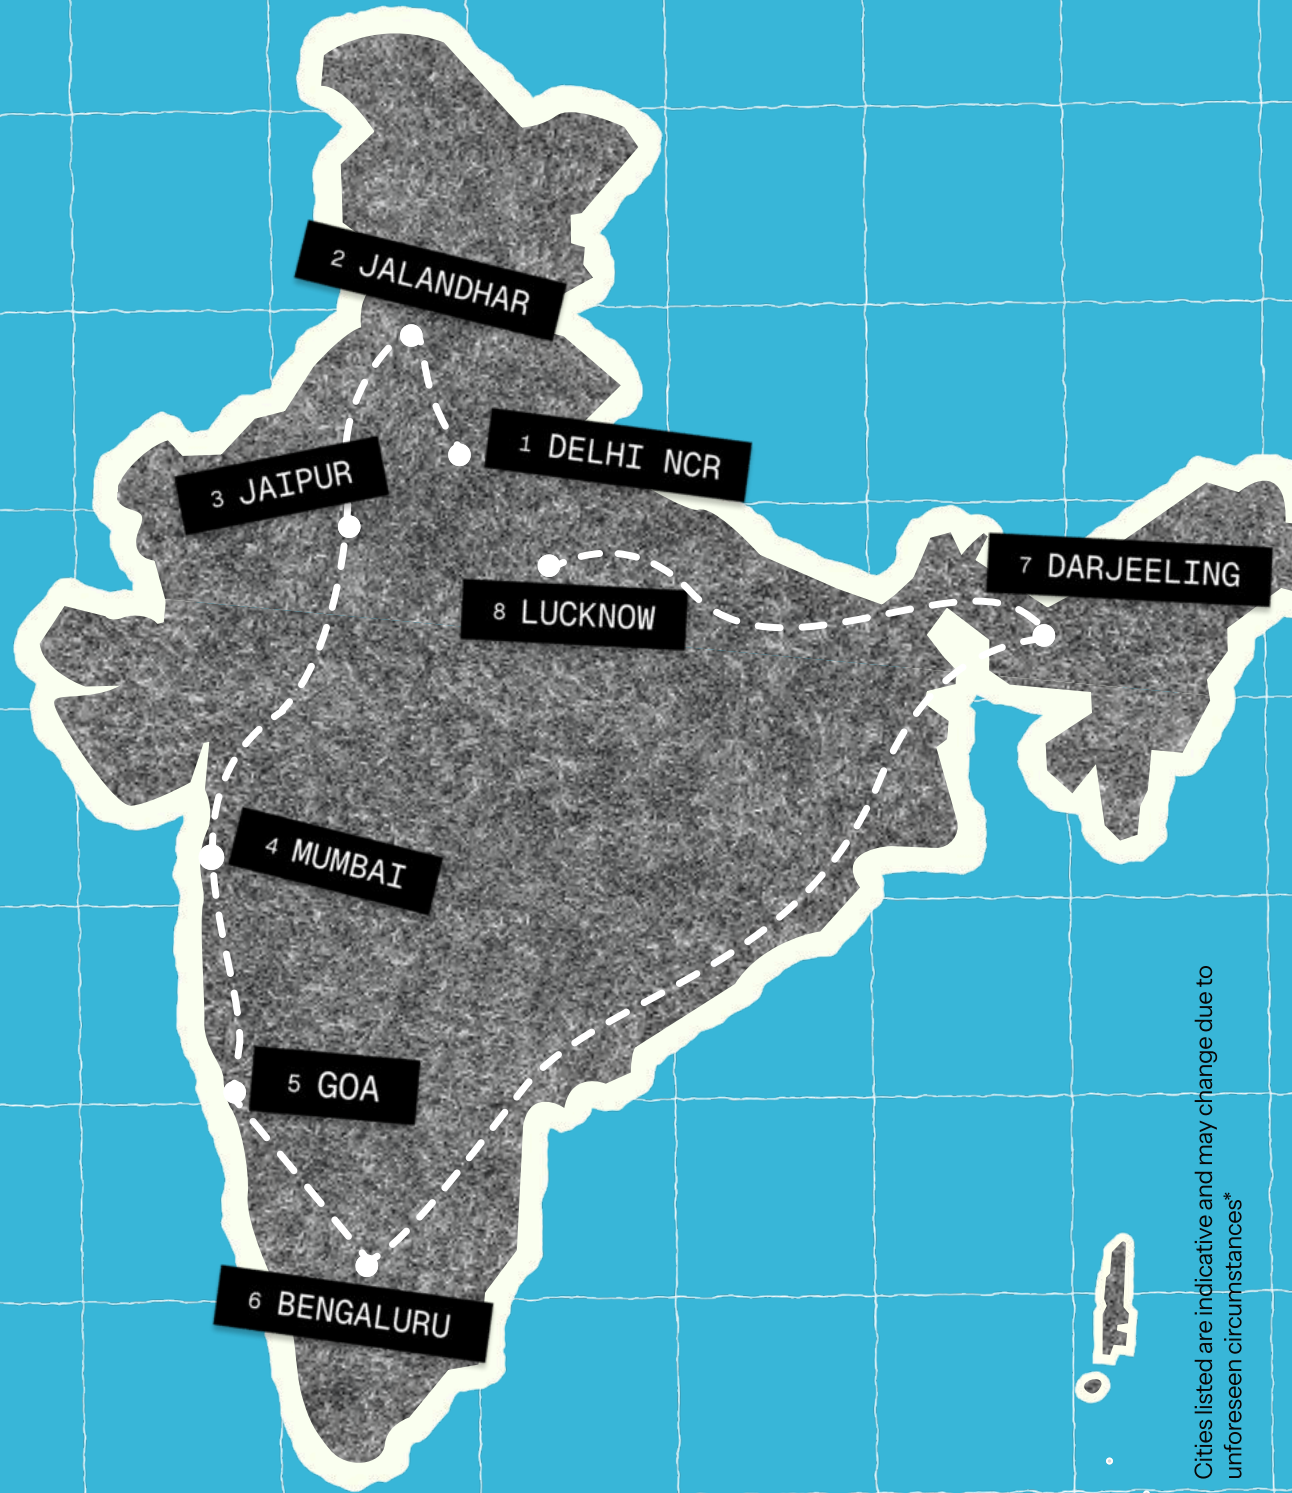 2 JALANDHAR
1 DELHI NCR
3 JAIPUR
7 DARJEELING
8 LUCKNOW
4 MUMBAI
5 GOA
6 BENGALURU
Cities listed are indicative and may change due to
unforeseen circumstances*